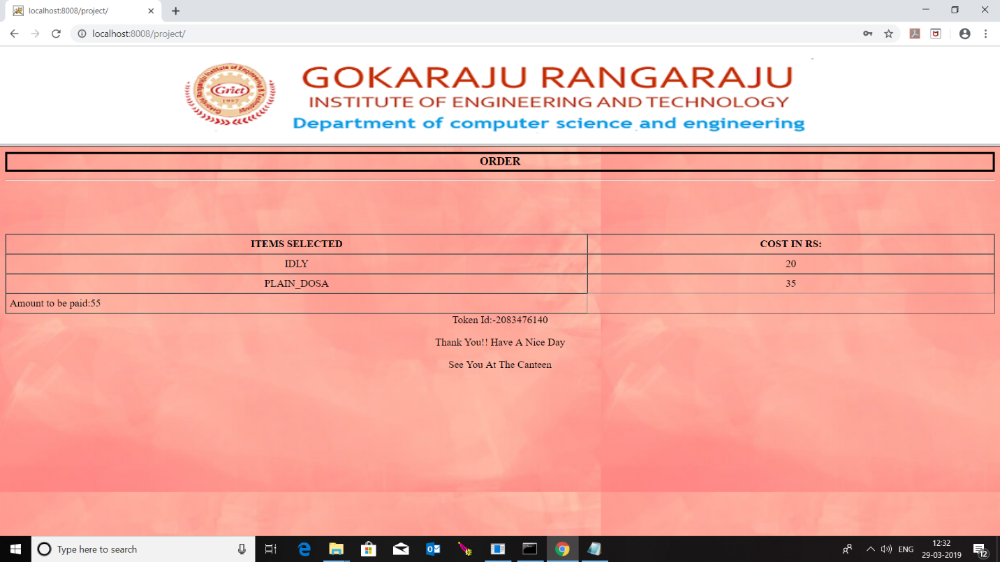 localhost:8008/project/
localhost:8008/project/
Griet
1997
GOKARAJU RANGARAJU
INSTITUTE OF ENGINEERING AND TECHNOLOGY
Department of computer science and engineering
ORDER
ITEMS SELECTED COST IN RS:
IDLY 20
PLAIN_DOSA 35
Amount to be paid:55
Token Id:-2083476140
Thank You!! Have A Nice Day
See You At The Canteen
Type here to search
ENG
12:32
29-03-2019
12